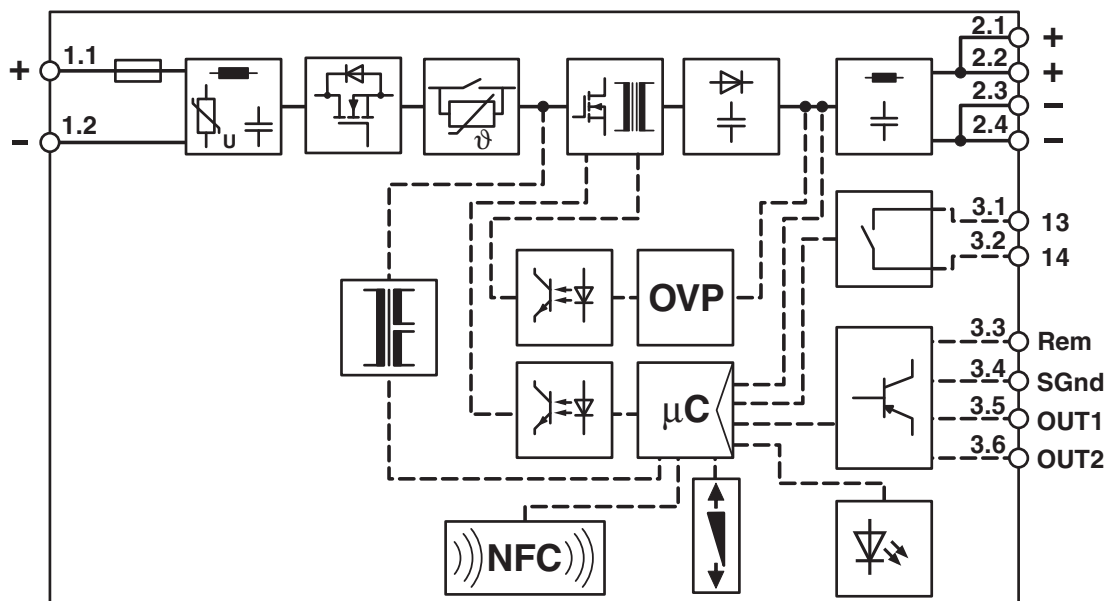 2.1
+
1.1
+
2.2
+
2.3
−
1.2
−
U
ϑ
2.4
−
3.1
13
3.2
14
OVP
3.3
Rem
3.4
SGnd
µC
3.5
OUT1
3.6
OUT2
NFC